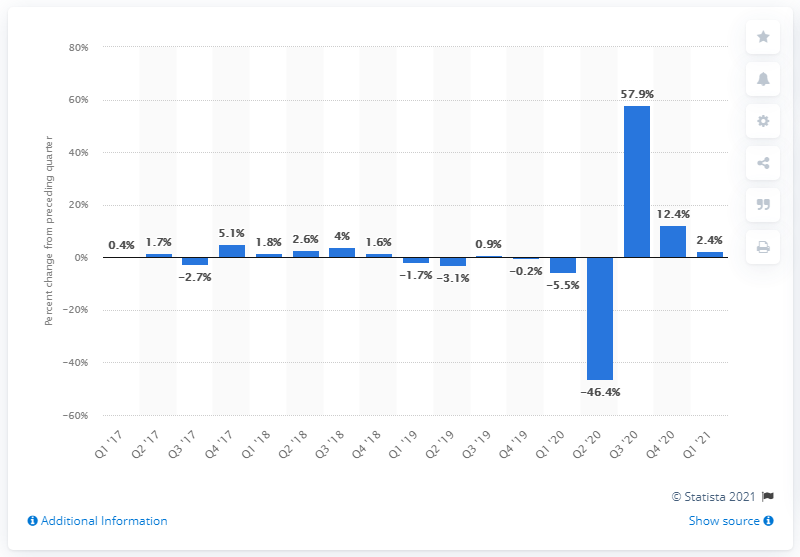 80%
60%
40%
20%
0%
−20%
−40%
−60%
Percent change from preceding quarter
0.4%
1.7%
−2.7%
5.1%
1.8%
2.6%
4%
1.6%
−1.7%
−3.1%
0.9%
−0.2%
−5.5%
−46.4%
57.9%
12.4%
2.4%
Q1 '17
Q2 '17
Q3 '17
Q4 '17
Q1 '18
Q2 '18
Q3 '18
Q4 '18
Q1 '19
Q2 '19
Q3 '19
Q4 '19
Q1 '20
Q2 '20
Q3 '20
Q4 '20
Q1 '21
© Statista 2021
Additional Information
Show source